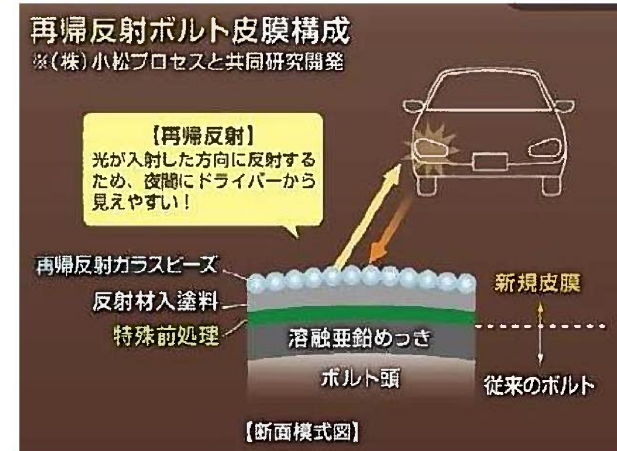 再帰反射ボルト皮膜構成
※(株)小松プロセスと共同研究開発
【再帰反射】
光が入射した方向に反射する
ため、夜間にドライバーから
見えやすい！
再帰反射ガラスビーズ
反射材入塗料
特殊前処理
溶融亜鉛めっき
ボルト頭
新規皮膜
従来のボルト
【断面模式図】